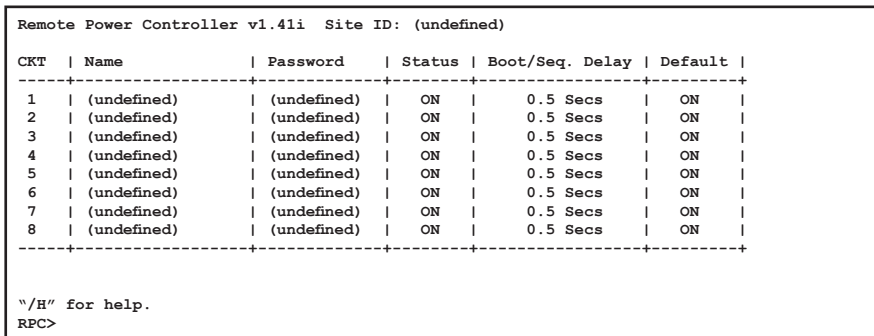 Remote Power Controller v1.41i  Site ID: (undefined)
CKT  | Name              | Password    | Status | Boot/Seq. Delay | Default |
-----+-------------------+-------------+--------+-----------------+---------+
1   | (undefined)       | (undefined) |   ON   |     0.5 Secs    |   ON    |
2   | (undefined)       | (undefined) |   ON   |     0.5 Secs    |   ON    |
3   | (undefined)       | (undefined) |   ON   |     0.5 Secs    |   ON    |
4   | (undefined)       | (undefined) |   ON   |     0.5 Secs    |   ON    |
5   | (undefined)       | (undefined) |   ON   |     0.5 Secs    |   ON    |
6   | (undefined)       | (undefined) |   ON   |     0.5 Secs    |   ON    |
7   | (undefined)       | (undefined) |   ON   |     0.5 Secs    |   ON    |
8   | (undefined)       | (undefined) |   ON   |     0.5 Secs    |   ON    |
-----+-------------------+-------------+--------+-----------------+---------+
“/H” for help.
RPC>